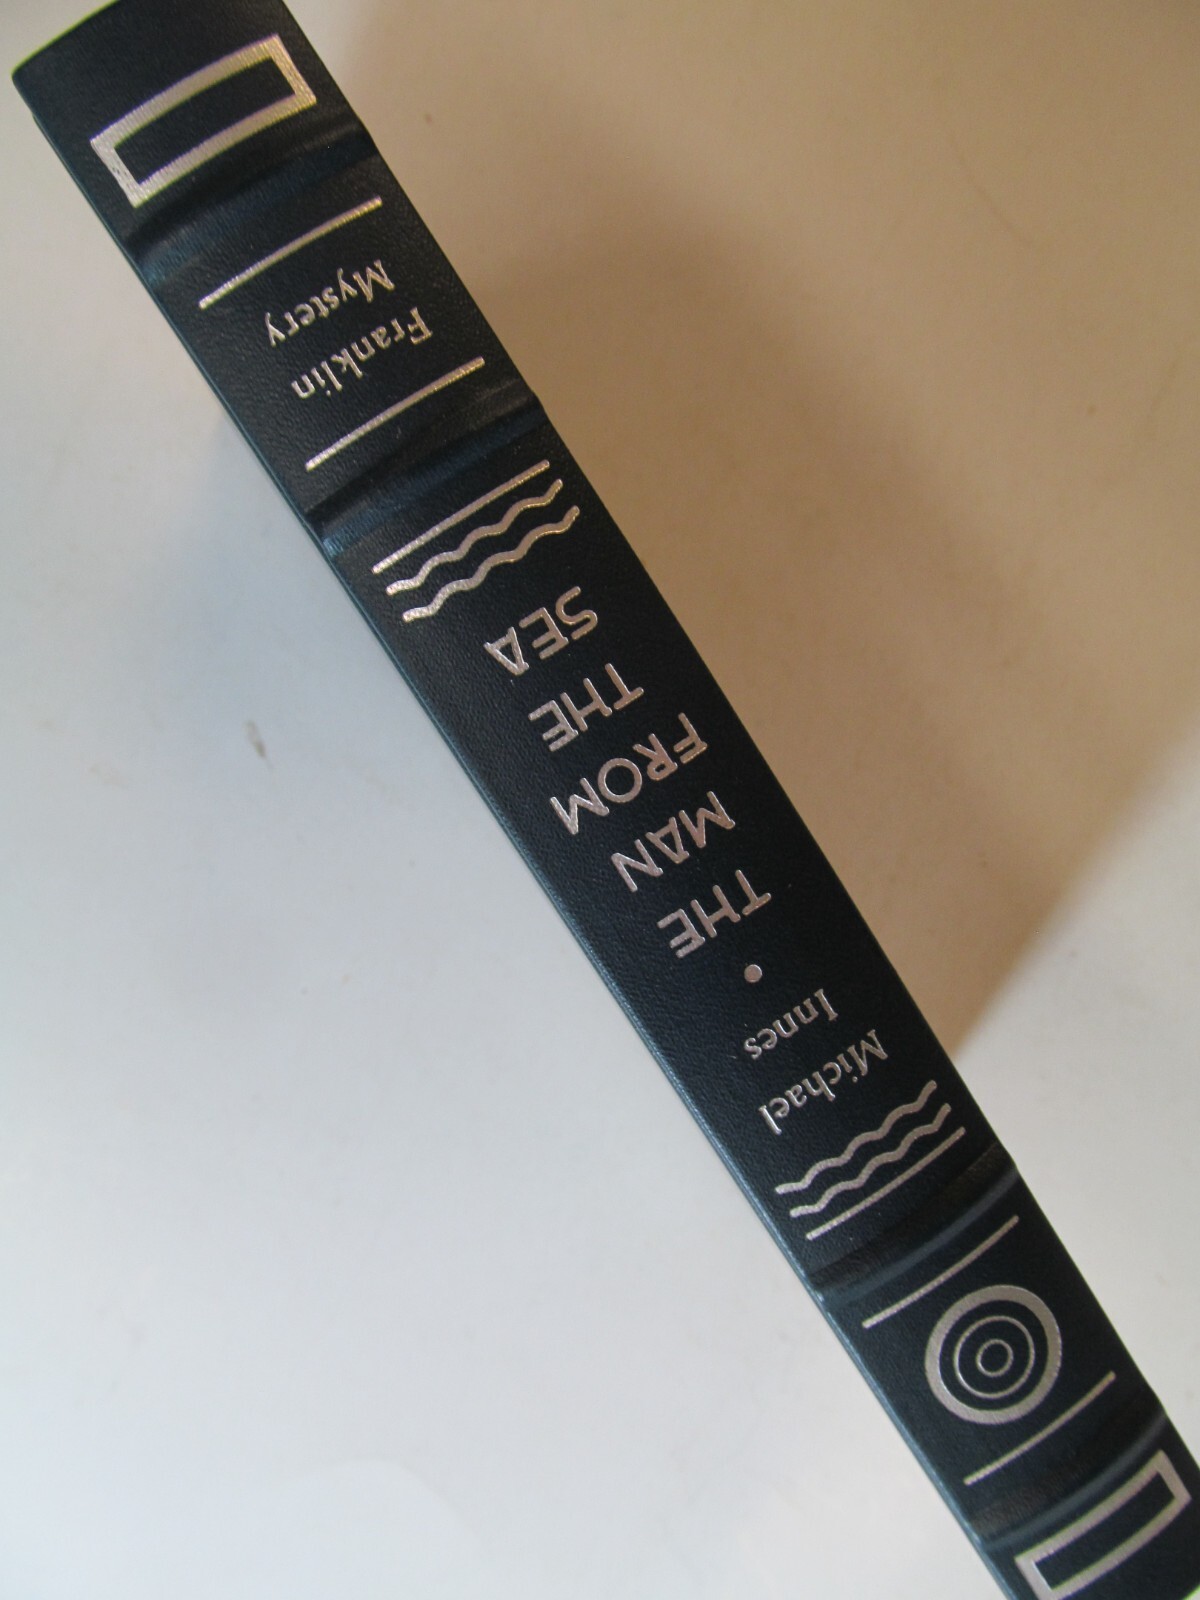 Michael
Innes
•
THE
MAN
FROM
THE
SEA
Franklin
Mystery